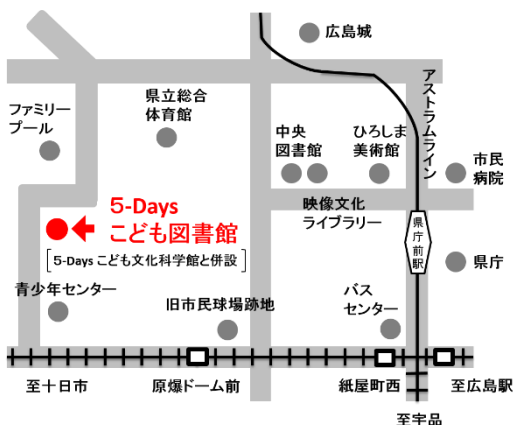 広島城
ファミリー
プール
県立総合
体育館
中央
図書館
ひろしま
美術館
アストラムライン
市民
病院
映像文化
ライブラリー
5-Days
こども図書館
[5-Days こども文化科学館と併設]
県庁前駅
県庁
青少年センター
旧市民球場跡地
バス
センター
至十日市
原爆ドーム前
紙屋町西
至広島駅
至宇品